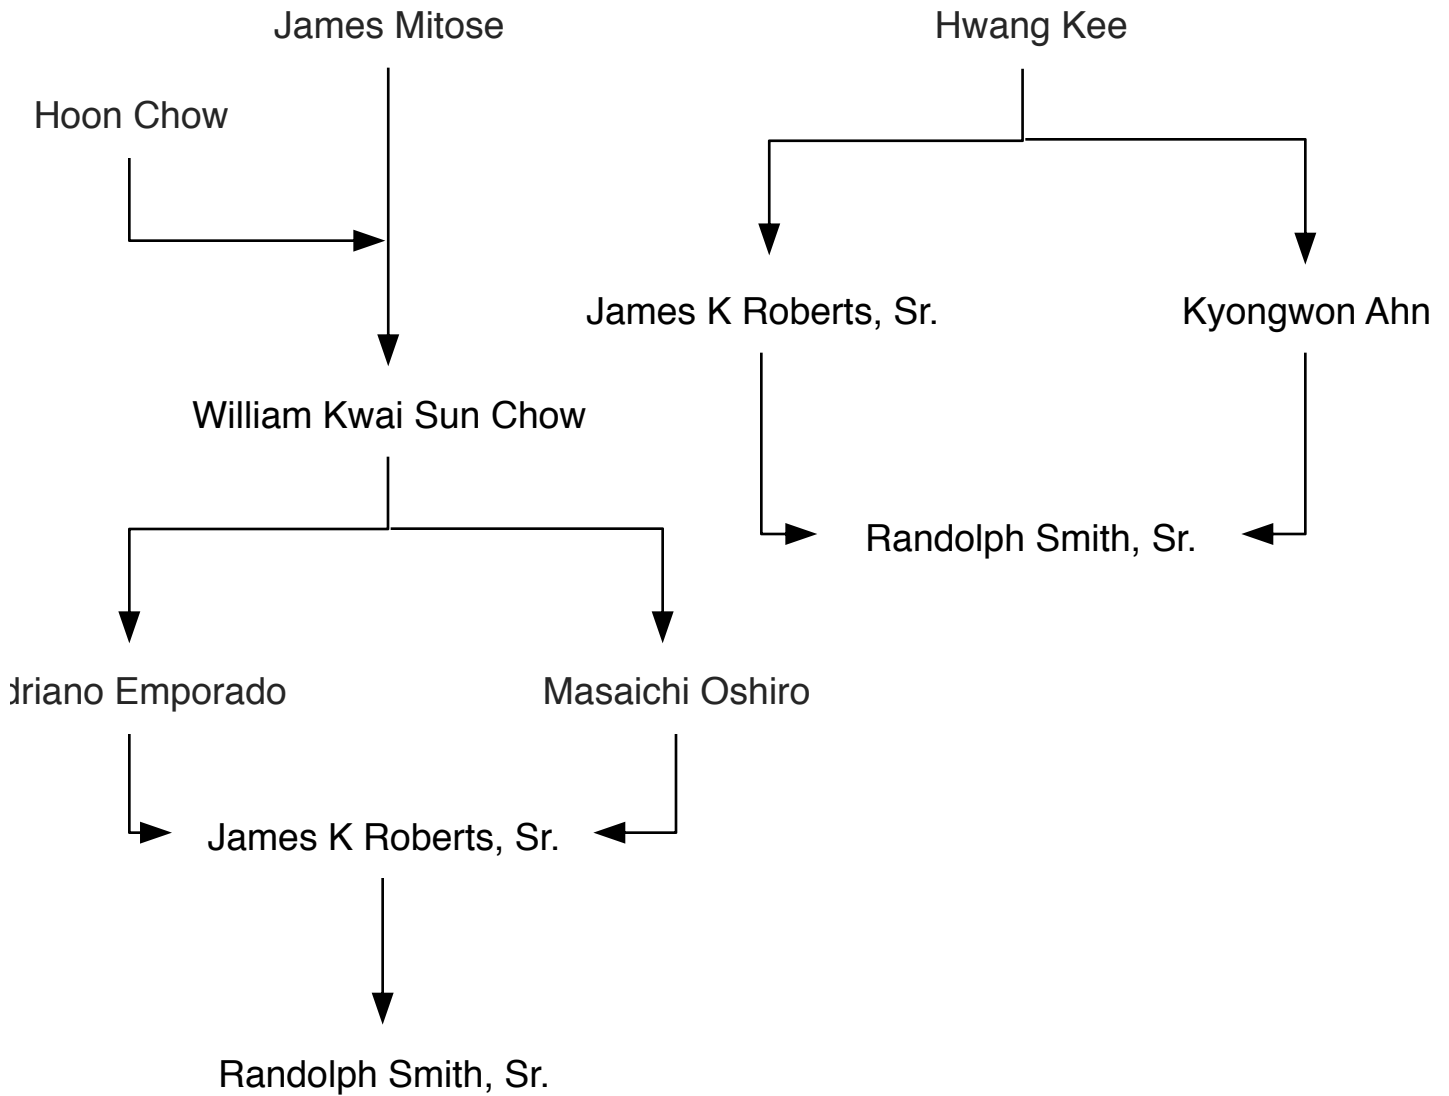 James Mitose
Hwang Kee
Hoon Chow
James K Roberts, Sr.
Kyongwon Ahn
William Kwai Sun Chow
Randolph Smith, Sr.
driano Emporado
Masaichi Oshiro
James K Roberts, Sr.
Randolph Smith, Sr.